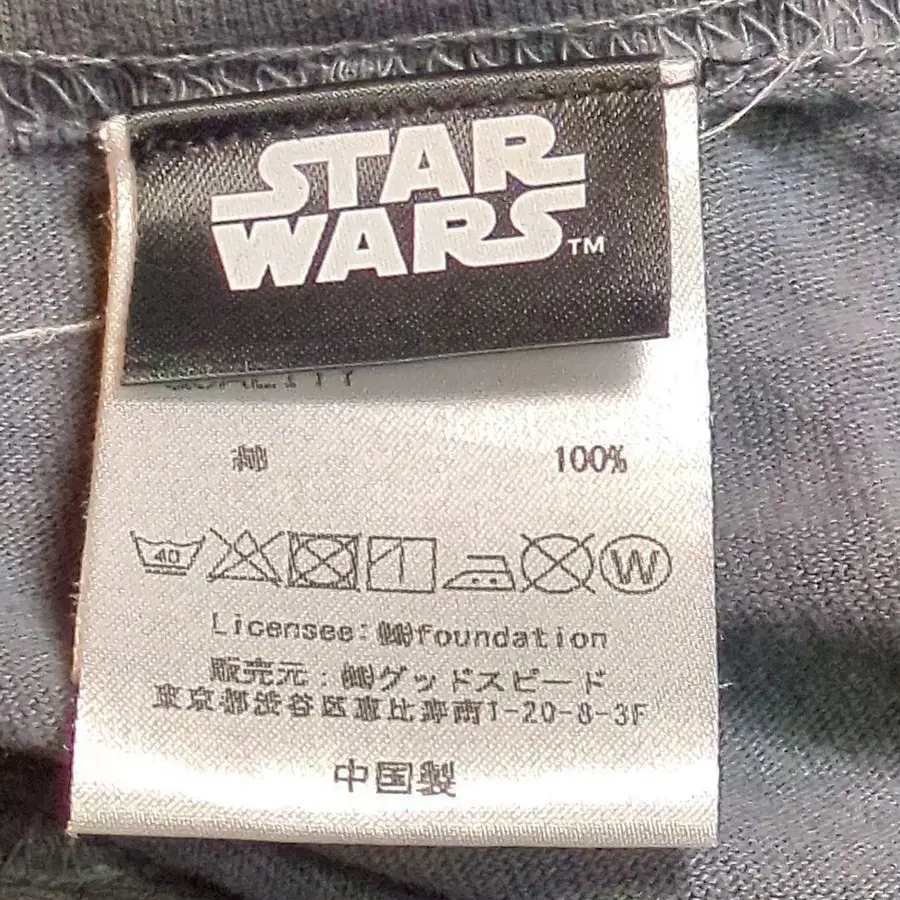 STAR
WARS™
綿 100%
40 W
Licensee:㈱foundation
販売元:㈱グッドスピード
東京都渋谷区恵比寿南1-20-8-3F
中国製